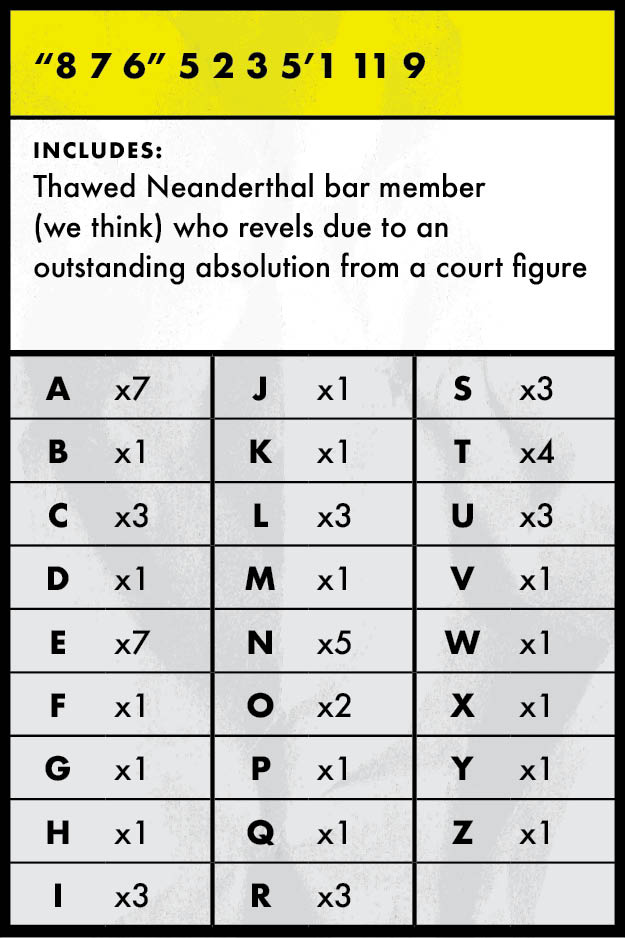 “8 7 6” 5 2 3 5’1 11 9
INCLUDES:
Thawed Neanderthal bar member
(we think) who revels due to an
outstanding absolution from a court figure
A x7 J x1 S x3
B x1 K x1 T x4
C x3 L x3 U x3
D x1 M x1 V x1
E x7 N x5 W x1
F x1 O x2 X x1
G x1 P x1 Y x1
H x1 Q x1 Z x1
I x3 R x3